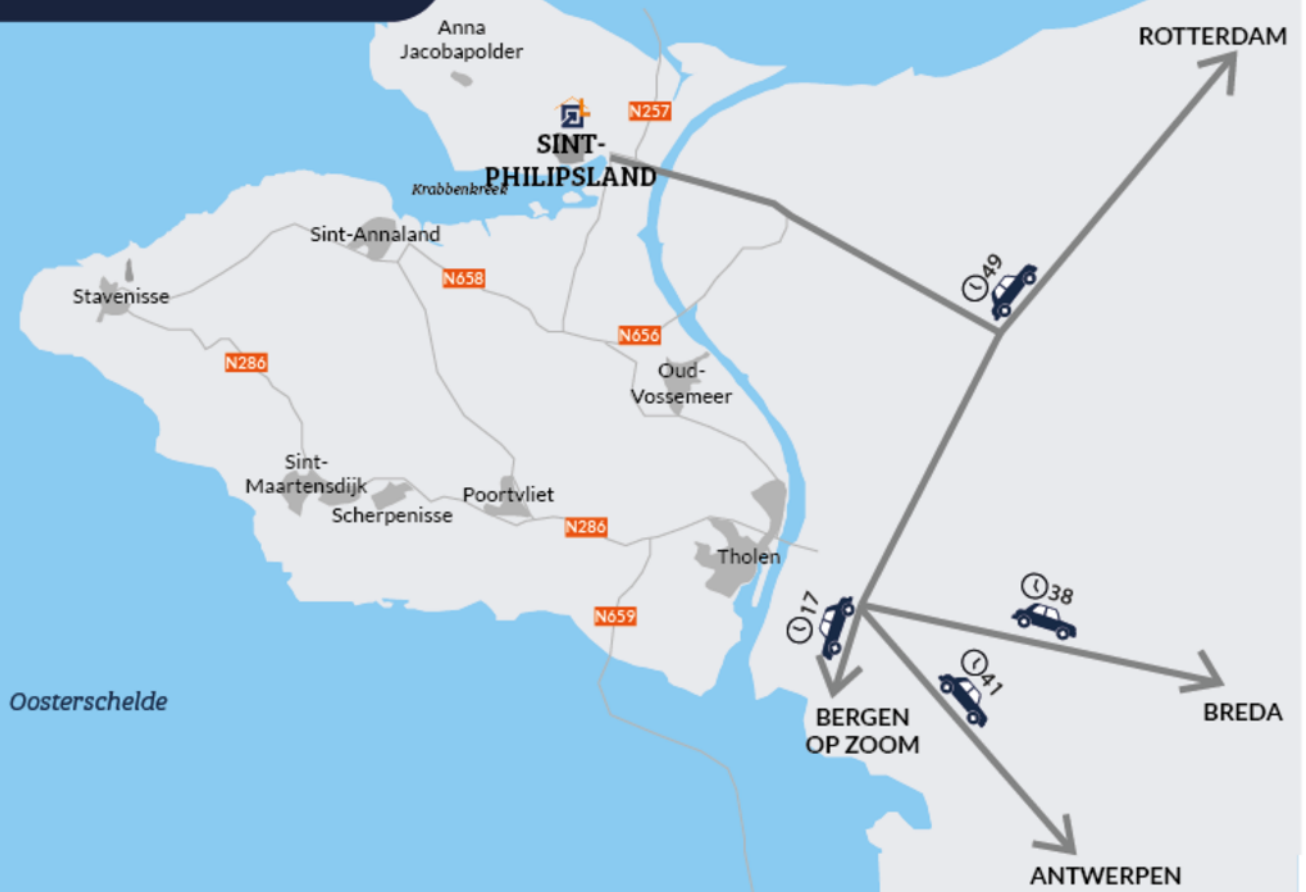 Anna
Jacobapolder
ROTTERDAM
N257
SINT-
PHILIPSLAND
Krabbenkreek
Sint-Annaland
N658
49
Stavenisse
N656
N286
Oud-
Vossemeer
Sint-
Maartensdijk
Poortvliet
Scherpenisse
N286
Tholen
17
38
N659
41
Oosterschelde
BERGEN
OP ZOOM
BREDA
ANTWERPEN